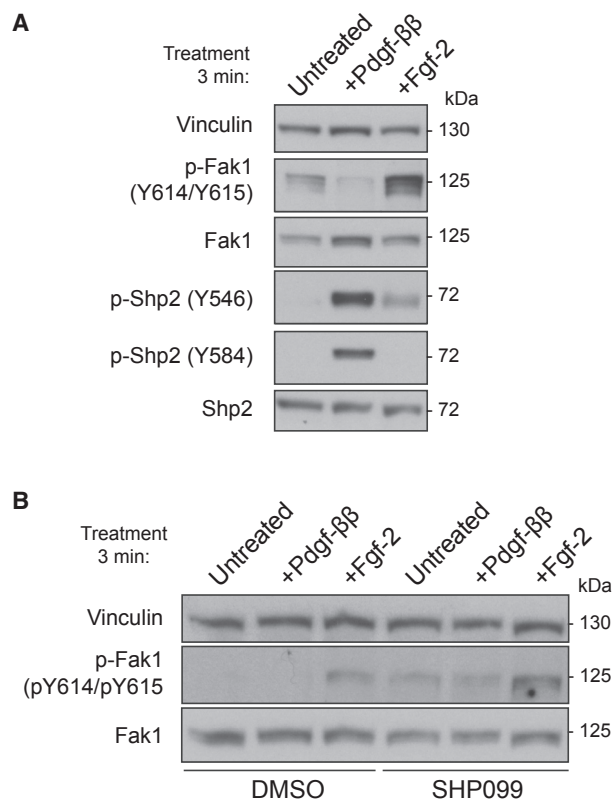 A
Treatment
3 min:
Untreated
+Pdgf-ββ
+Fgf-2
kDa
Vinculin
130
p-Fak1
(Y614/Y615)
125
Fak1
125
p-Shp2 (Y546)
72
p-Shp2 (Y584)
72
Shp2
72
B
Treatment
3 min:
Untreated
+Pdgf-ββ
+Fgf-2
Untreated
+Pdgf-ββ
+Fgf-2
kDa
Vinculin
130
p-Fak1
(pY614/pY615
125
Fak1
125
DMSO
SHP099